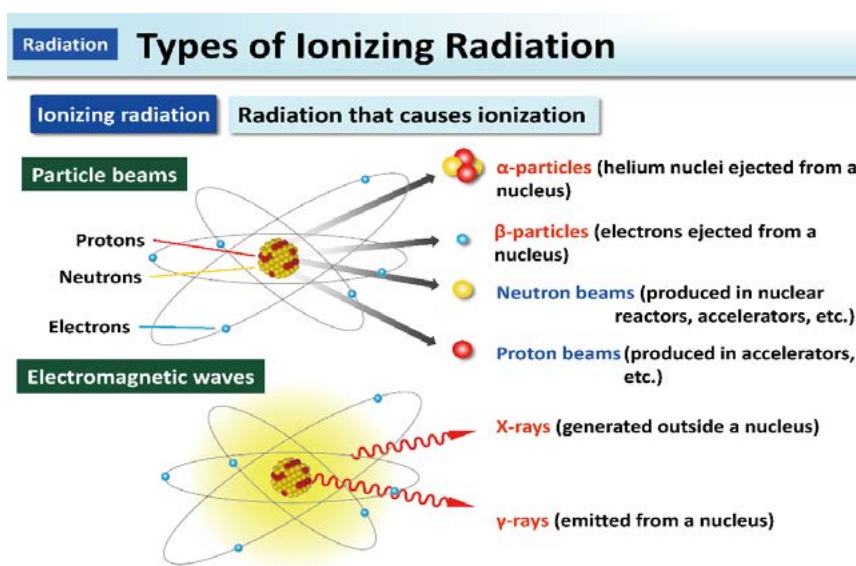 Radiation
Types of Ionizing Radiation
Ionizing radiation
Radiation that causes ionization
Particle beams
Protons
Neutrons
Electrons
α-particles (helium nuclei ejected from a
nucleus)
β-particles (electrons ejected from a
nucleus)
Neutron beams (produced in nuclear
reactors, accelerators, etc.)
Proton beams (produced in accelerators,
etc.)
Electromagnetic waves
X-rays (generated outside a nucleus)
γ-rays (emitted from a nucleus)